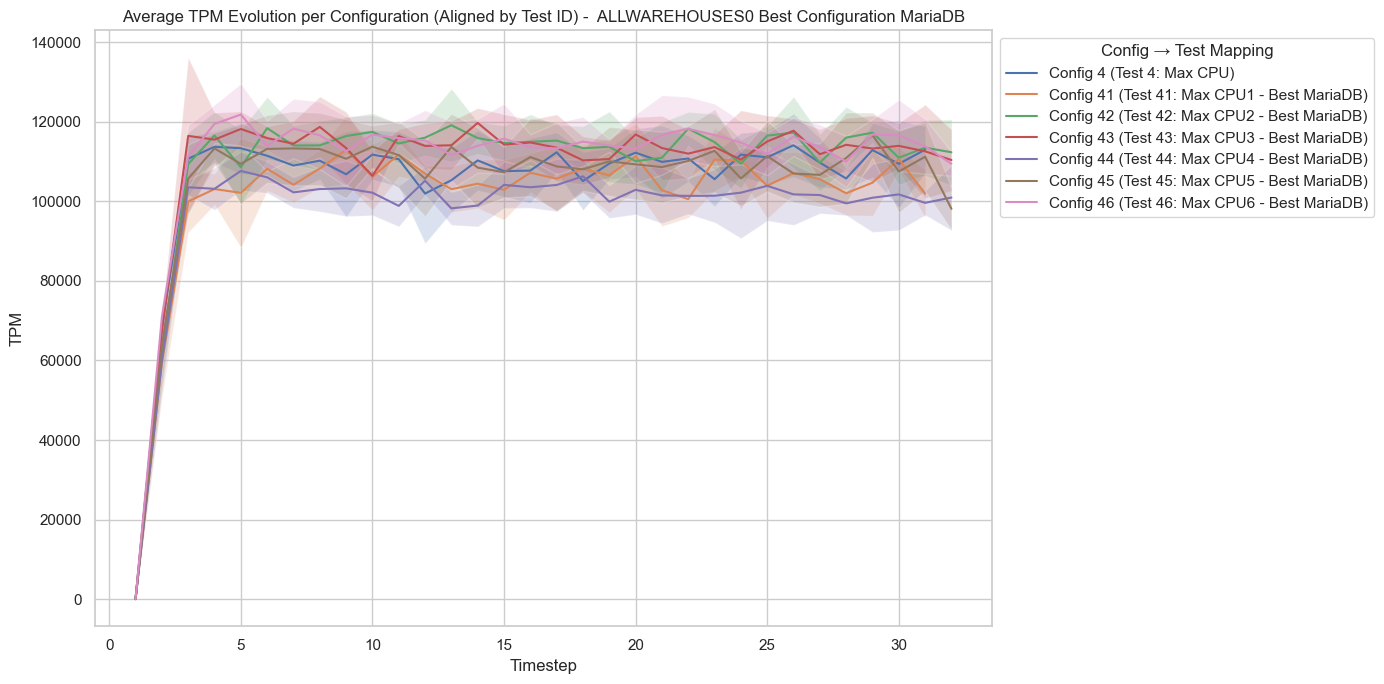 Average TPM Evolution per Configuration (Aligned by Test ID) -  ALLWAREHOUSES0 Best Configuration MariaDB
140000
120000
100000
80000
60000
40000
20000
0
TPM
0
5
10
15
20
25
30
Timestep
Config → Test Mapping
Config 4 (Test 4: Max CPU)
Config 41 (Test 41: Max CPU1 - Best MariaDB)
Config 42 (Test 42: Max CPU2 - Best MariaDB)
Config 43 (Test 43: Max CPU3 - Best MariaDB)
Config 44 (Test 44: Max CPU4 - Best MariaDB)
Config 45 (Test 45: Max CPU5 - Best MariaDB)
Config 46 (Test 46: Max CPU6 - Best MariaDB)